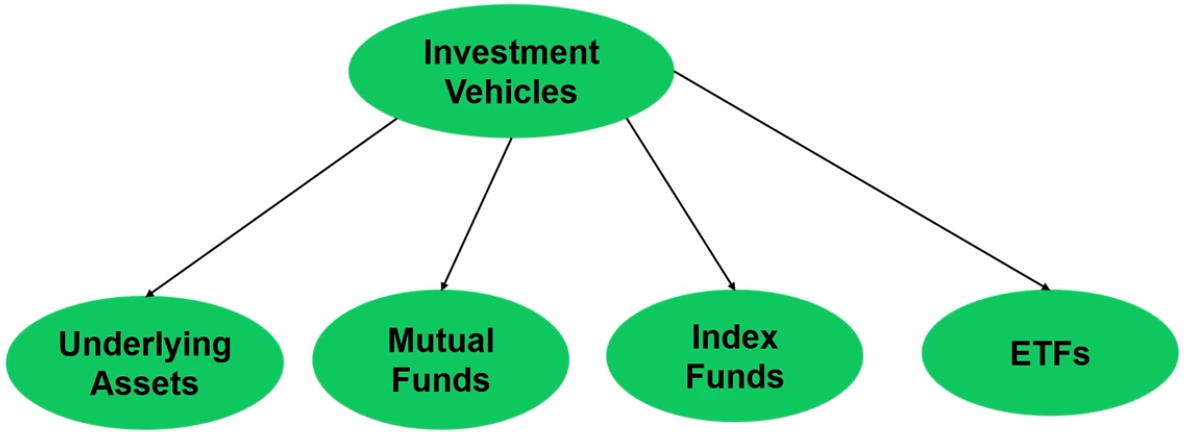 Investment
Vehicles
Underlying
Assets
Mutual
Funds
Index
Funds
ETFs